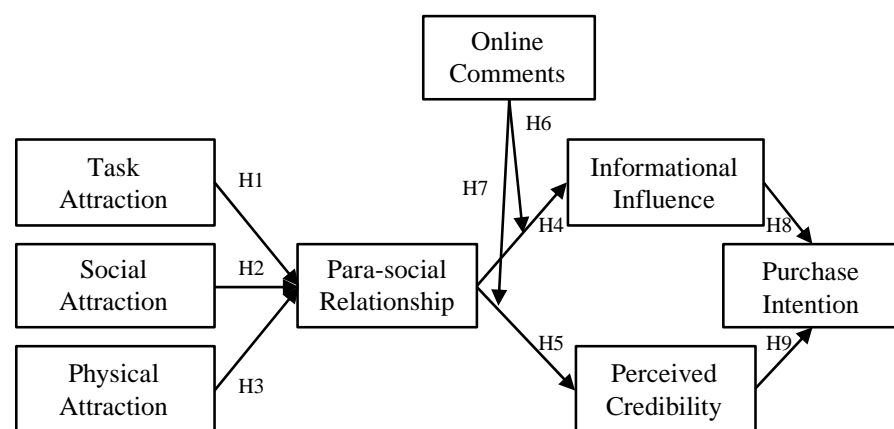 Online
Comments
H6
Task
Attraction
H1
H7
Informational
Influence
H4
H8
Social
Attraction
H2
Para-social
Relationship
Purchase
Intention
H5
H9
Physical
Attraction
H3
Perceived
Credibility